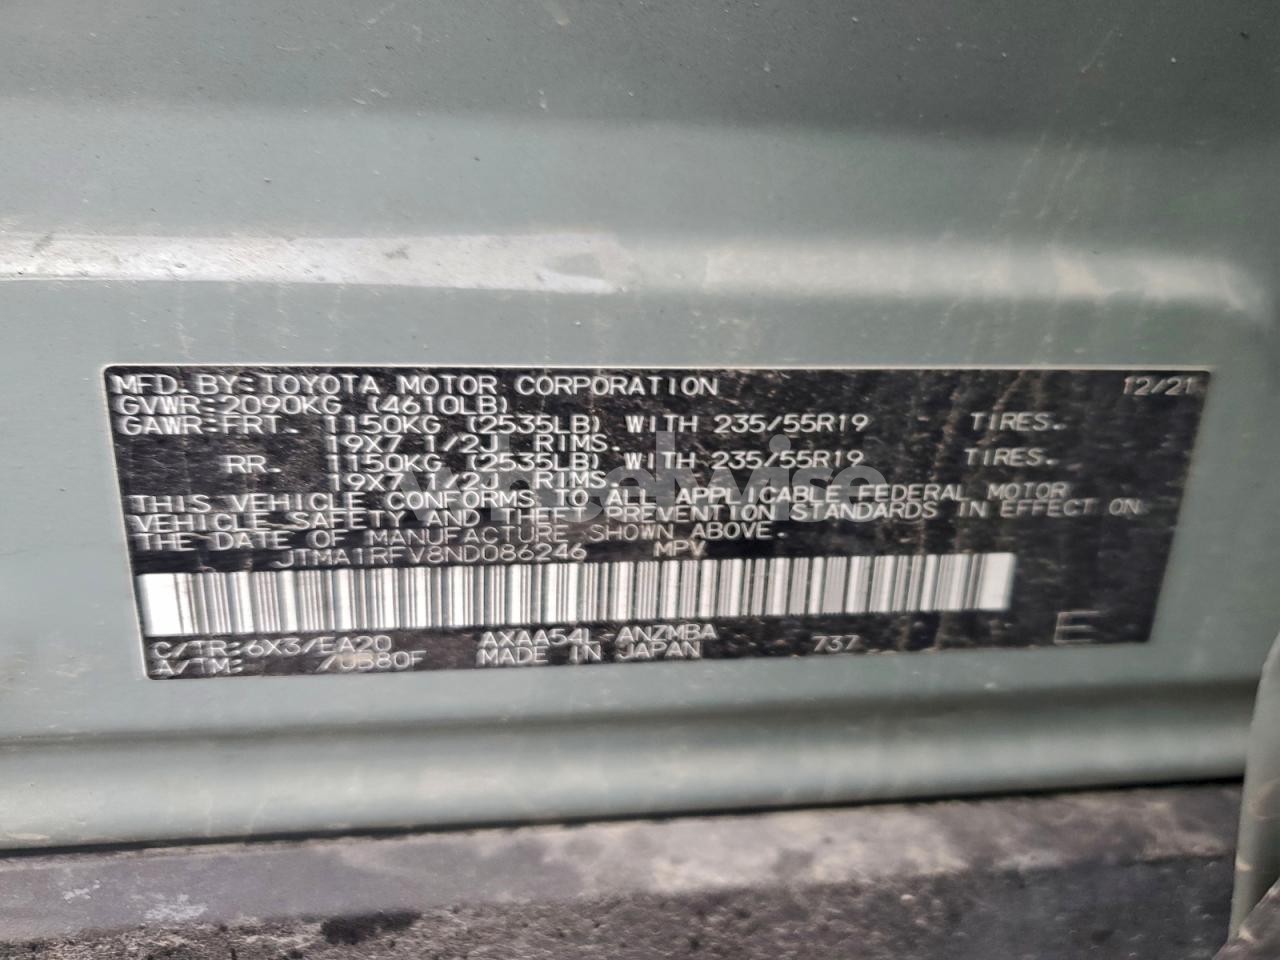 MFD. BY: TOYOTA MOTOR CORPORATION 12/21
GVWR: 2090KG (4610LB)
GAWR: FRT. 1150KG (2535LB) WITH 235/55R19 TIRES.
19X7 1/2J RIMS.
RR. 1150KG (2535LB) WITH 235/55R19 TIRES.
19X7 1/2J RIMS.
THIS VEHICLE CONFORMS TO ALL APPLICABLE FEDERAL MOTOR
VEHICLE SAFETY AND THEFT PREVENTION STANDARDS IN EFFECT ON
THE DATE OF MANUFACTURE SHOWN ABOVE.
JTMA1RFV8ND086246 MPV
C/TR: 6X3/EA20 AXAA54L-ANZMBA 737 E
A/TM: /UB80F MADE IN JAPAN